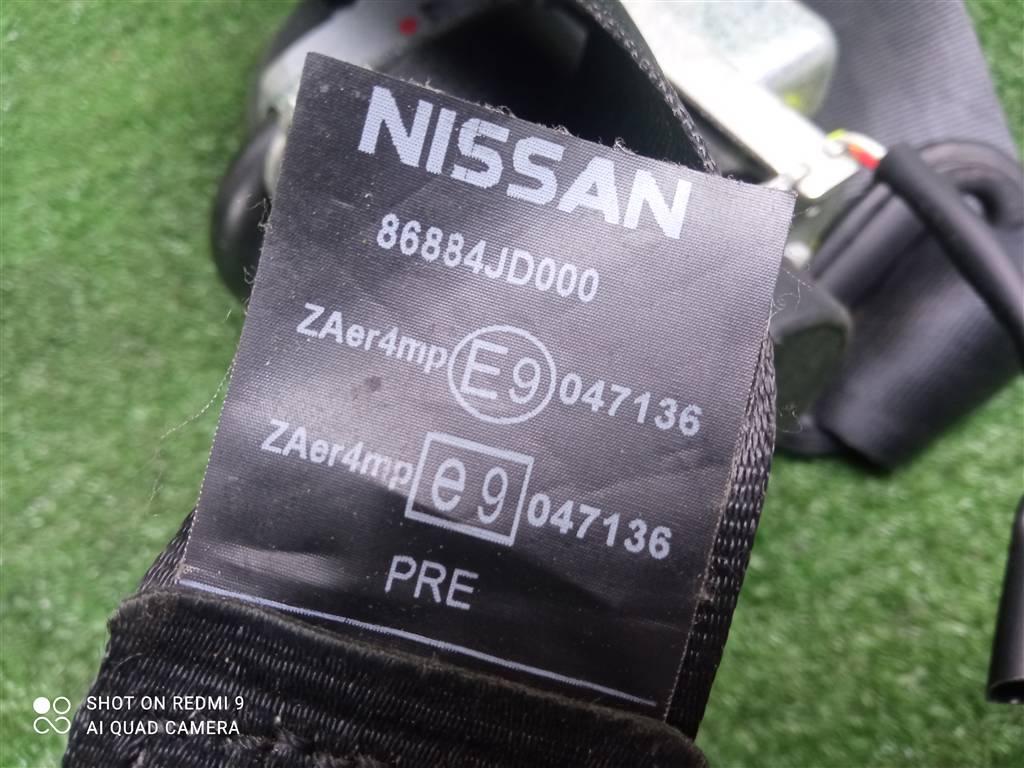 NISSAN
86884JD000
ZAer4mp E9 047136
ZAer4mp e9 047136
PRE
SHOT ON REDMI 9
AI QUAD CAMERA